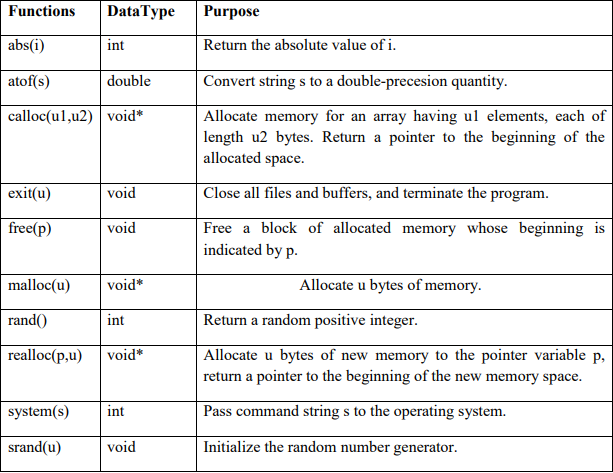 Functions DataType Purpose
abs(i) int Return the absolute value of i.
atof(s) double Convert string s to a double-precesion quantity.
calloc(u1,u2) void* Allocate memory for an array having u1 elements, each of
length u2 bytes. Return a pointer to the beginning of the
allocated space.
exit(u) void Close all files and buffers, and terminate the program.
free(p) void Free a block of allocated memory whose beginning is
indicated by p.
malloc(u) void* Allocate u bytes of memory.
rand() int Return a random positive integer.
realloc(p,u) void* Allocate u bytes of new memory to the pointer variable p,
return a pointer to the beginning of the new memory space.
system(s) int Pass command string s to the operating system.
srand(u) void Initialize the random number generator.